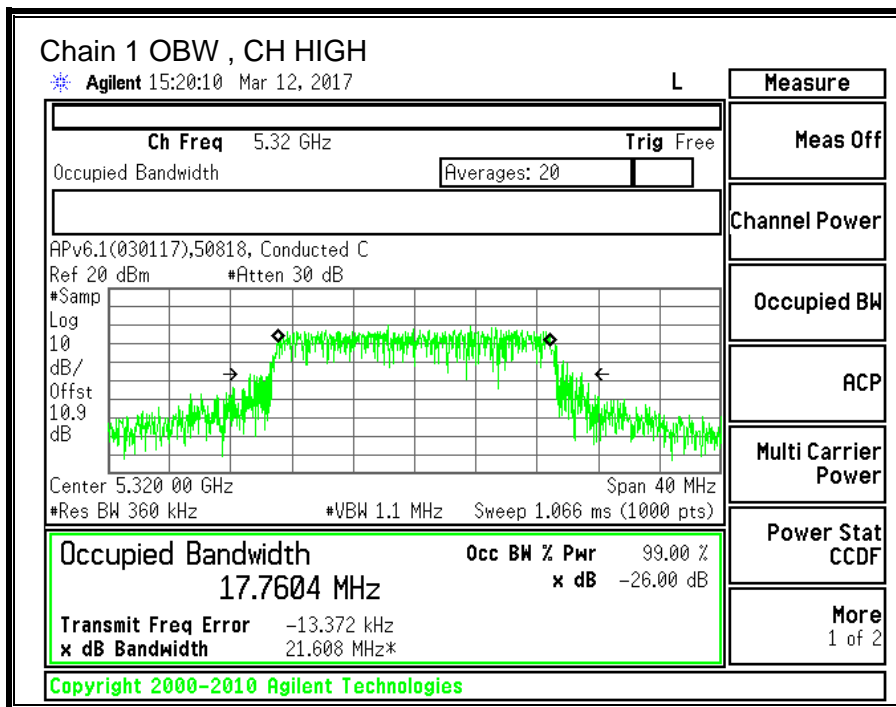 Chain 1 OBW , CH HIGH
Agilent 15:20:10 Mar 12, 2017 L
Measure
Ch Freq 5.32 GHz Trig Free
Occupied Bandwidth Averages: 20
APv6.1(030117),50818, Conducted C
Ref 20 dBm #Atten 30 dB
#Samp
Log
10
dB/
Offst
10.9
dB
Center 5.320 00 GHz Span 40 MHz
#Res BW 360 kHz #VBW 1.1 MHz Sweep 1.066 ms (1000 pts)
Occupied Bandwidth
17.7604 MHz
Occ BW % Pwr 99.00 %
x dB -26.00 dB
Transmit Freq Error -13.372 kHz
x dB Bandwidth 21.608 MHz*
Meas Off
Channel Power
Occupied BW
ACP
Multi Carrier
Power
Power Stat
CCDF
More
1 of 2
Copyright 2000-2010 Agilent Technologies